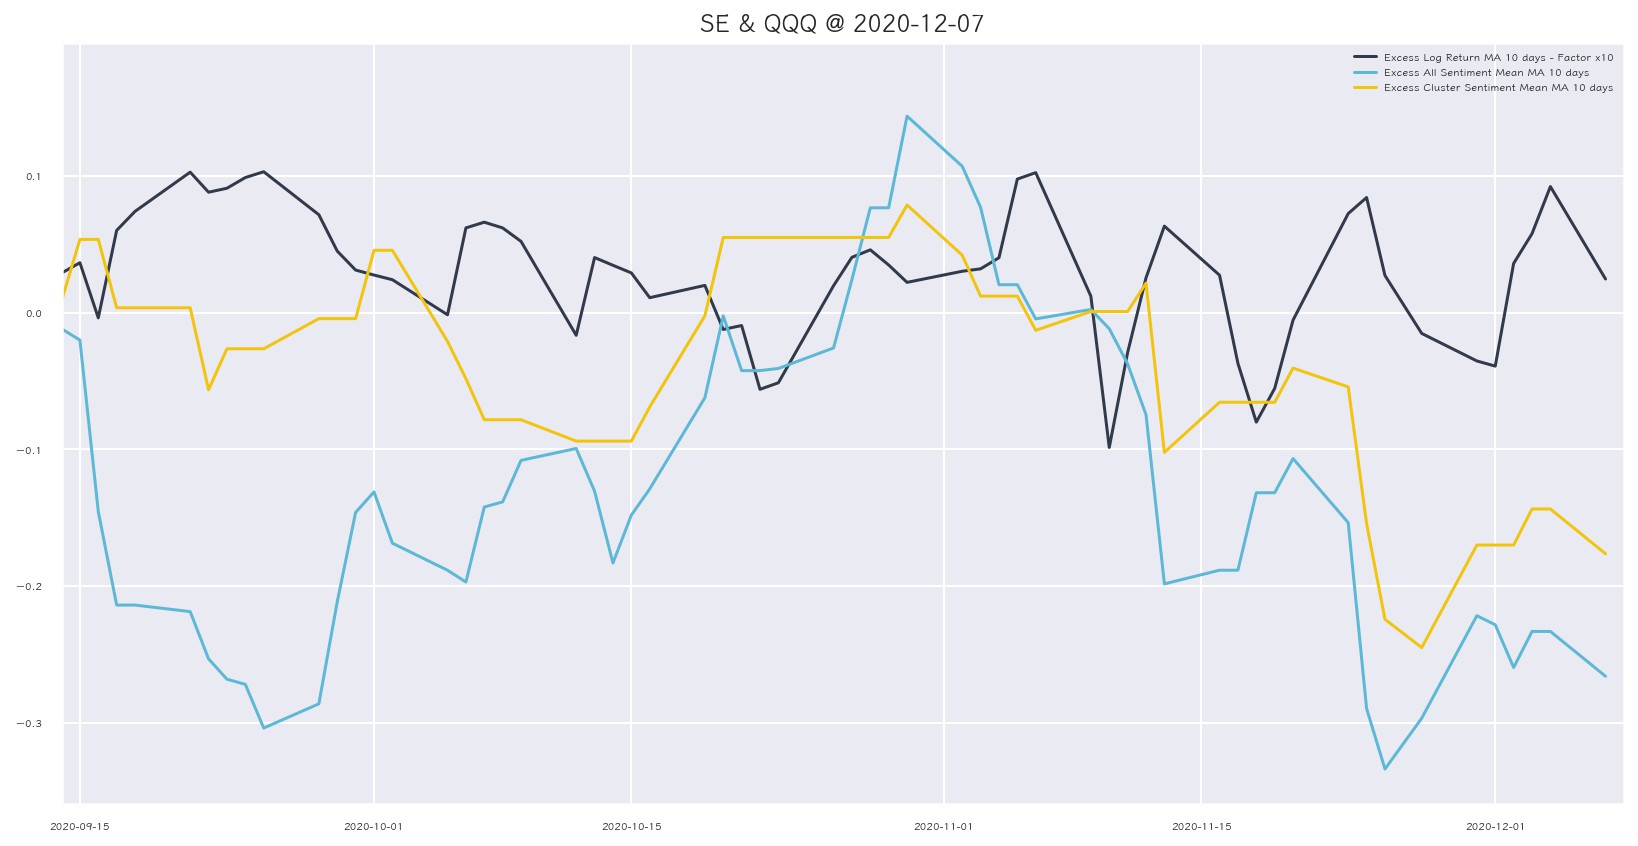 SE & QQQ @ 2020-12-07
Excess Log Return MA 10 days - Factor x10
Excess All Sentiment Mean MA 10 days
Excess Cluster Sentiment Mean MA 10 days
0.1
0.0
−0.1
−0.2
−0.3
2020-09-15
2020-10-01
2020-10-15
2020-11-01
2020-11-15
2020-12-01